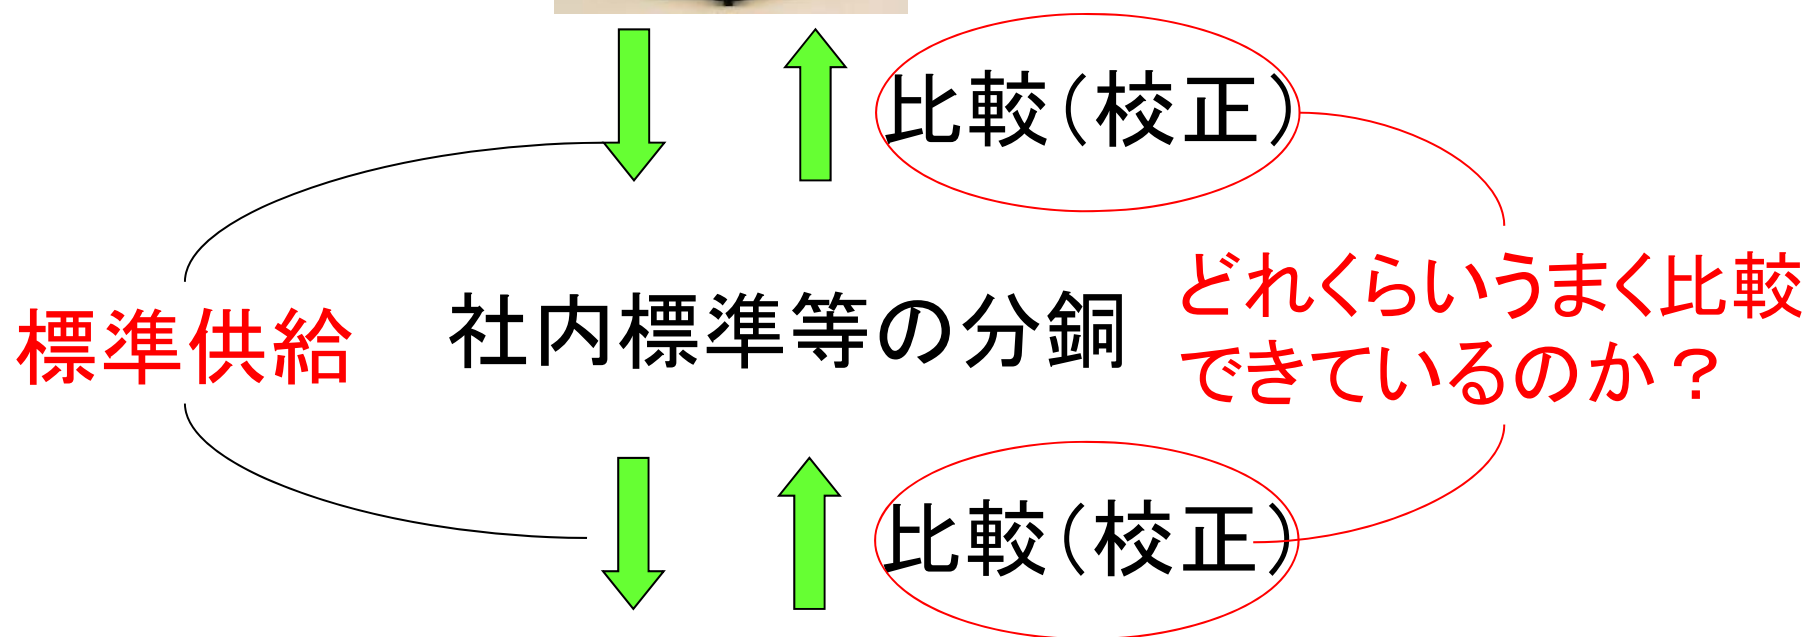 比較（校正）
標準供給
社内標準等の分銅
どれくらいうまく比較
できているのか？
比較（校正）